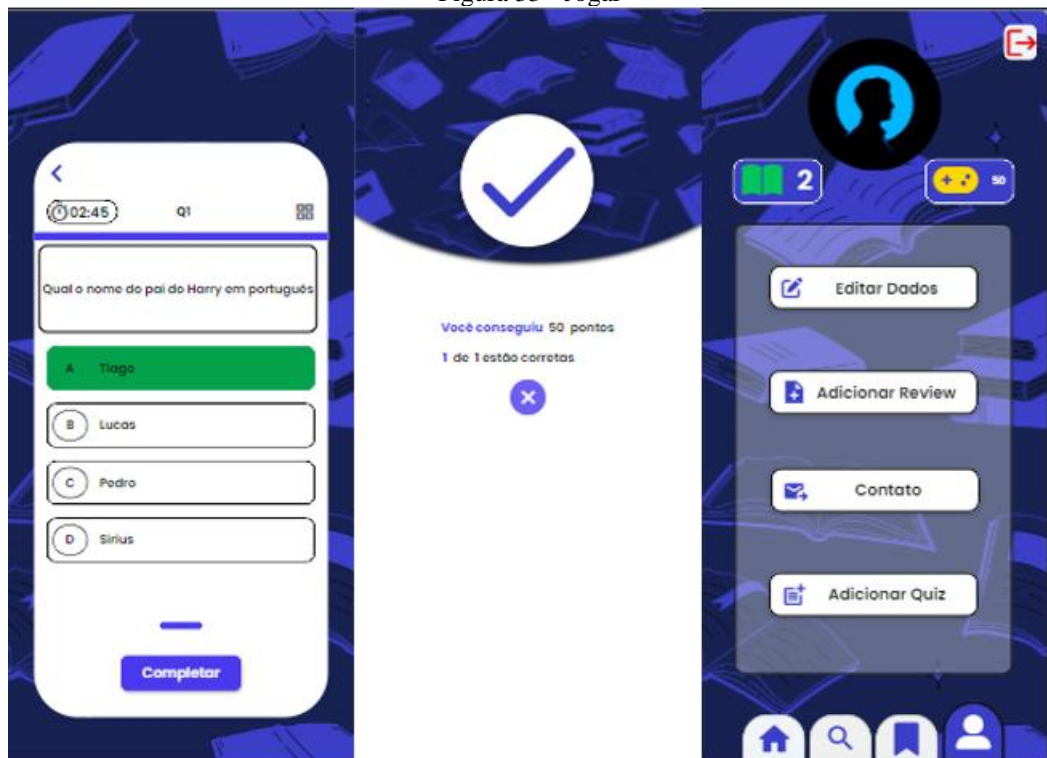 Figura 35 - Jogar
02:45
Q1
Qual o nome do pai do Harry em português
A Tiago
B Lucas
C Pedro
D Sirius
Completar
Você conseguiu 50 pontos
1 de 1 estão corretas
2
50
Editar Dados
Adicionar Review
Contato
Adicionar Quiz